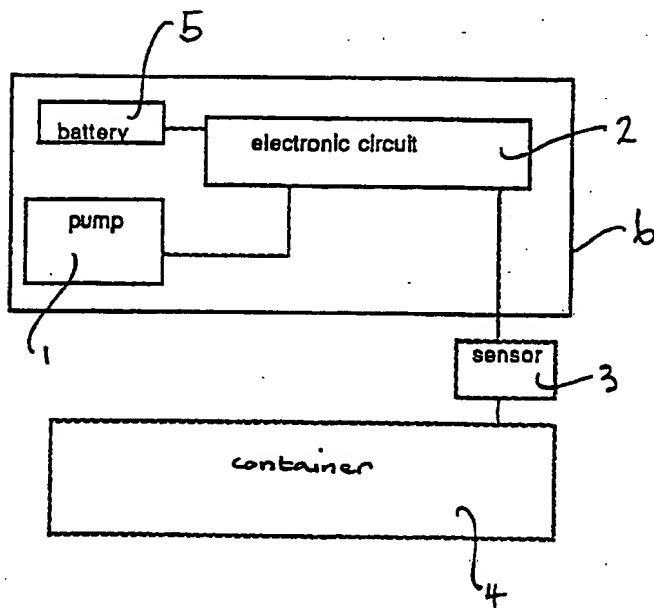 5
battery
electronic circuit
2
pump
1
6
sensor
3
container
4